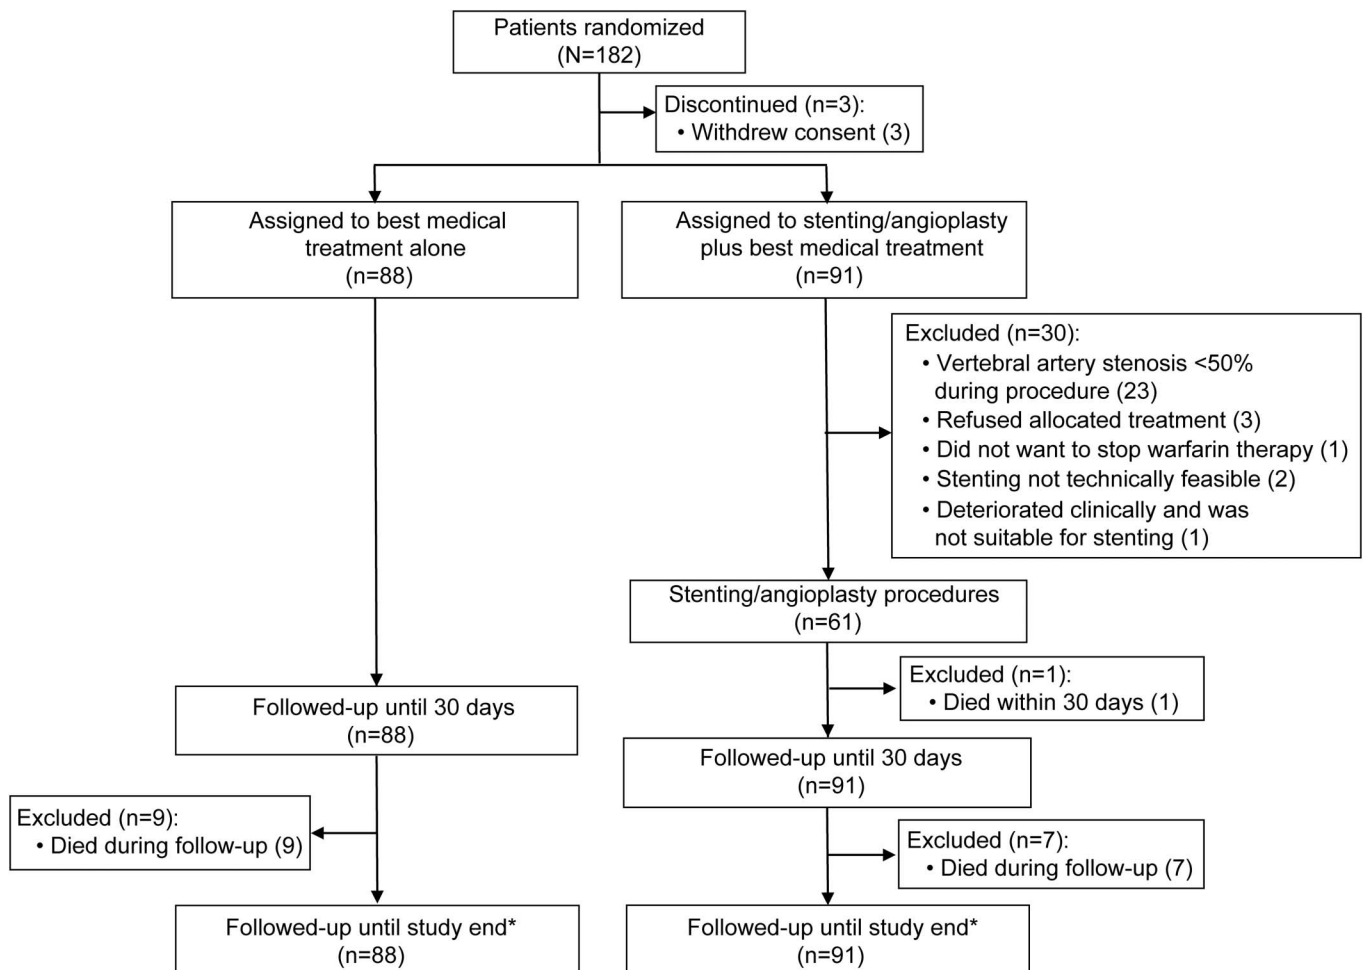 Patients randomized
(N=182)
Discontinued (n=3):
• Withdrew consent (3)
Assigned to best medical
treatment alone
(n=88)
Assigned to stenting/angioplasty
plus best medical treatment
(n=91)
Excluded (n=30):
• Vertebral artery stenosis <50%
during procedure (23)
• Refused allocated treatment (3)
• Did not want to stop warfarin therapy (1)
• Stenting not technically feasible (2)
• Deteriorated clinically and was
not suitable for stenting (1)
Stenting/angioplasty procedures
(n=61)
Excluded (n=1):
• Died within 30 days (1)
Followed-up until 30 days
(n=88)
Followed-up until 30 days
(n=91)
Excluded (n=9):
• Died during follow-up (9)
Excluded (n=7):
• Died during follow-up (7)
Followed-up until study end*
(n=88)
Followed-up until study end*
(n=91)